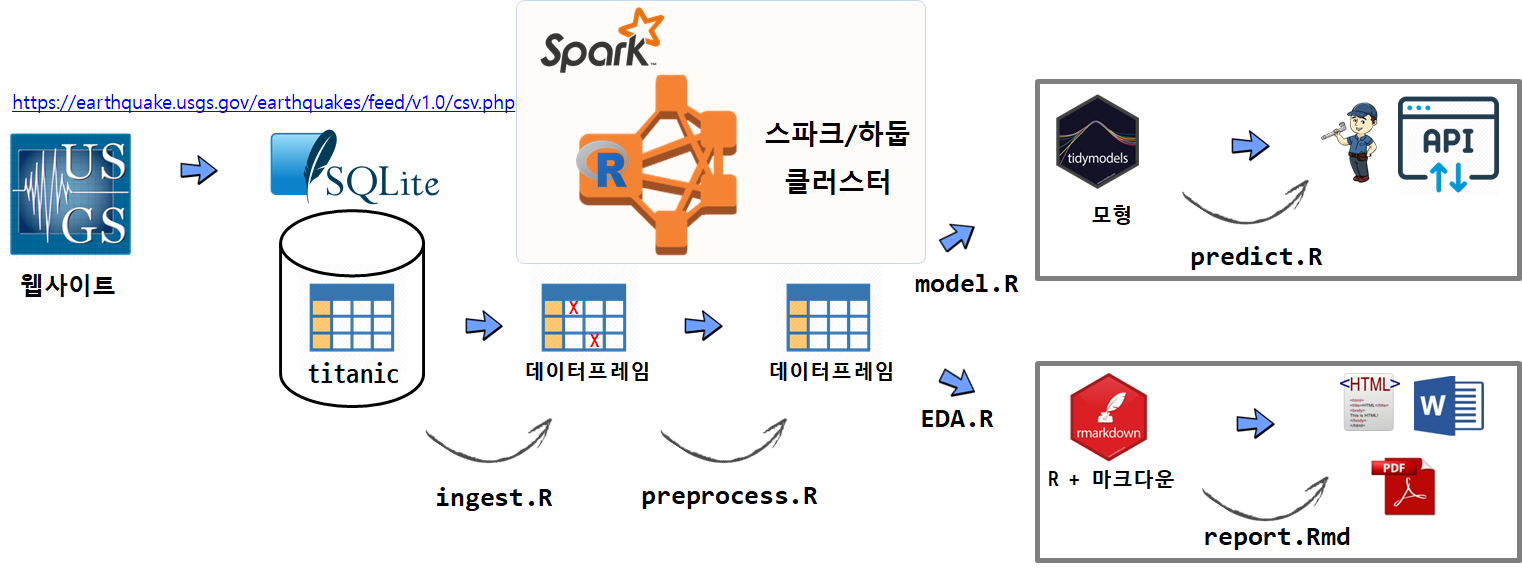 https://earthquake.usgs.gov/earthquakes/feed/v1.0/csv.php
US
GS
웹사이트
SQLite
titanic
Spark
R
스파크/하둡
클러스터
X
X
데이터프레임
데이터프레임
ingest.R
preprocess.R
model.R
EDA.R
tidymodels
모형
API
predict.R
rmarkdown
R + 마크다운
<HTML>
W
PDF
report.Rmd